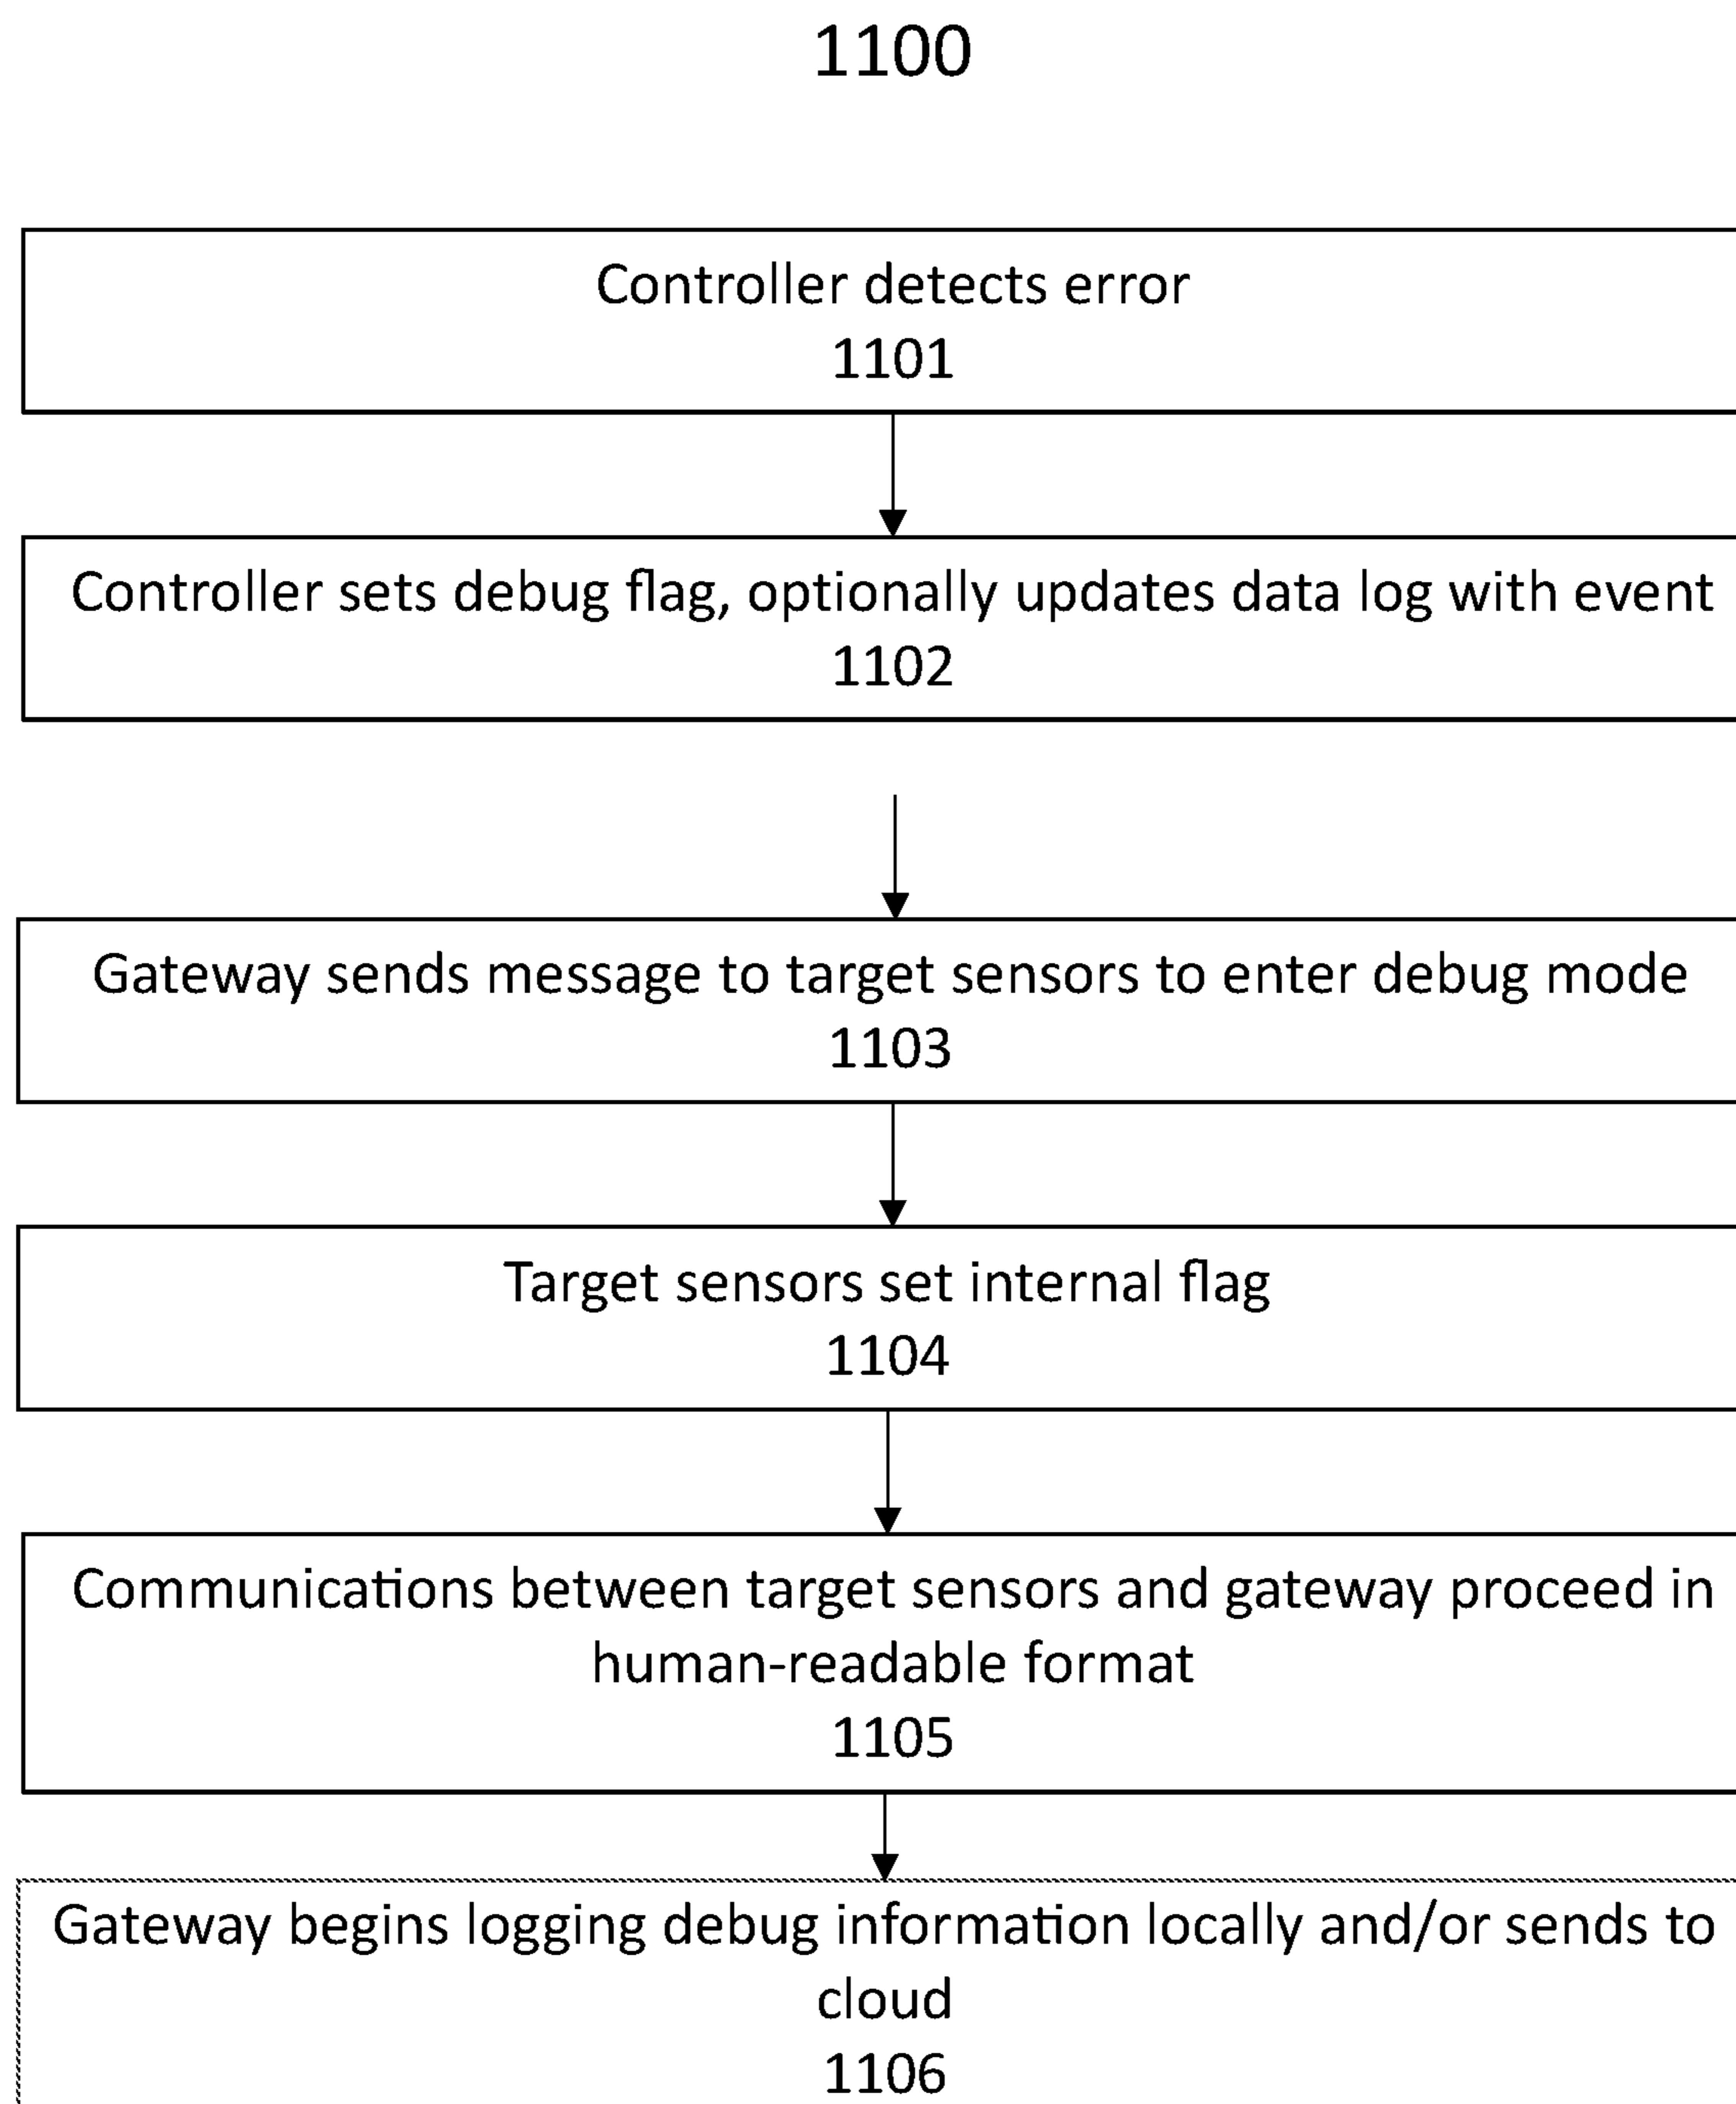 1100
Controller detects error
1101
Controller sets debug flag, optionally updates data log with event
1102
Gateway sends message to target sensors to enter debug mode
1103
Target sensors set internal flag
1104
Communications between target sensors and gateway proceed in
human-readable format
1105
Gateway begins logging debug information locally and/or sends to
cloud
1106